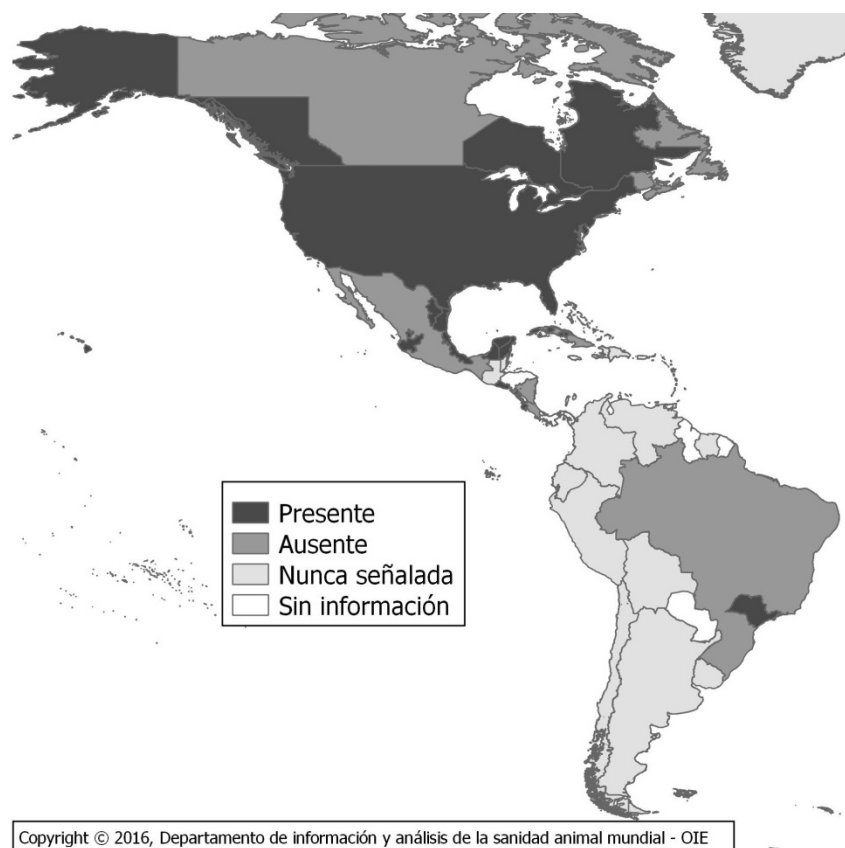 Presente
Ausente
Nunca señalada
Sin información
Copyright © 2016, Departamento de información y análisis de la sanidad animal mundial - OIE